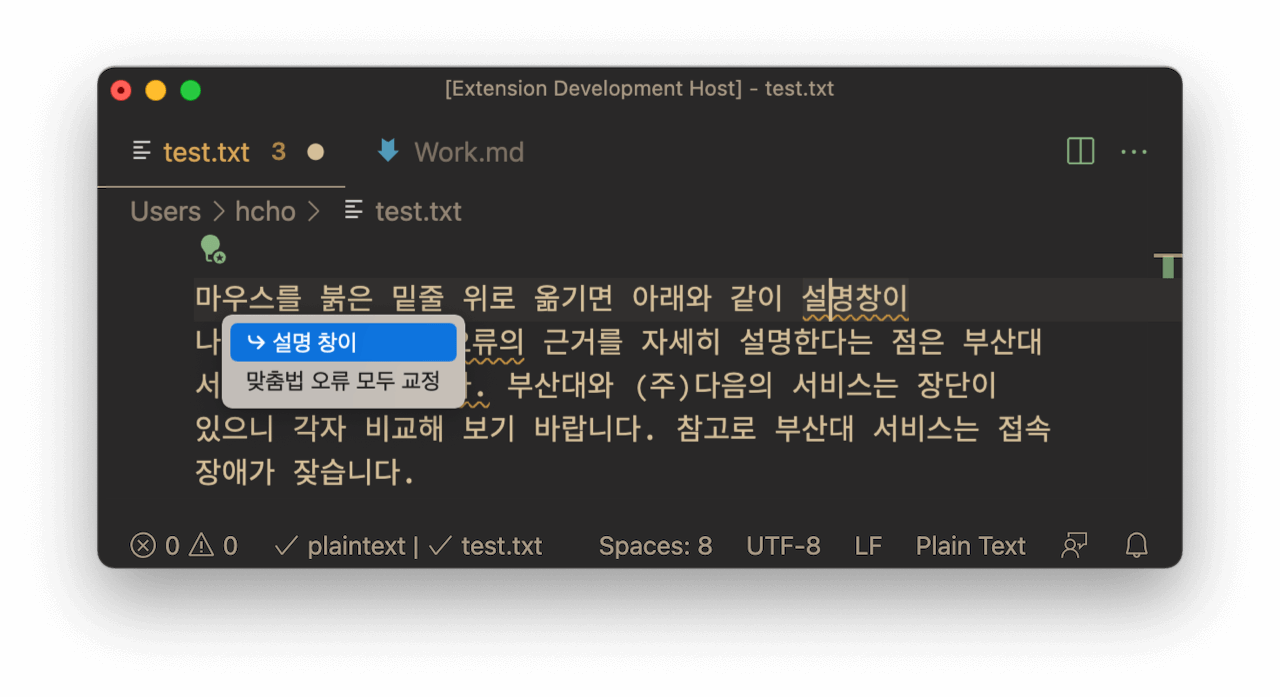 [Extension Development Host] - test.txt
test.txt 3 Work.md
Users > hcho > test.txt
마우스를 붉은 밑줄 위로 옮기면 아래와 같이 설명창이
나
↪ 설명 창이
오류의 근거를 자세히 설명한다는 점은 부산대
서
맞춤법 오류 모두 교정
. 부산대와 (주)다음의 서비스는 장단이
있으니 각자 비교해 보기 바랍니다. 참고로 부산대 서비스는 접속
장애가 잦습니다.
0 0 plaintext | test.txt Spaces: 8 UTF-8 LF Plain Text